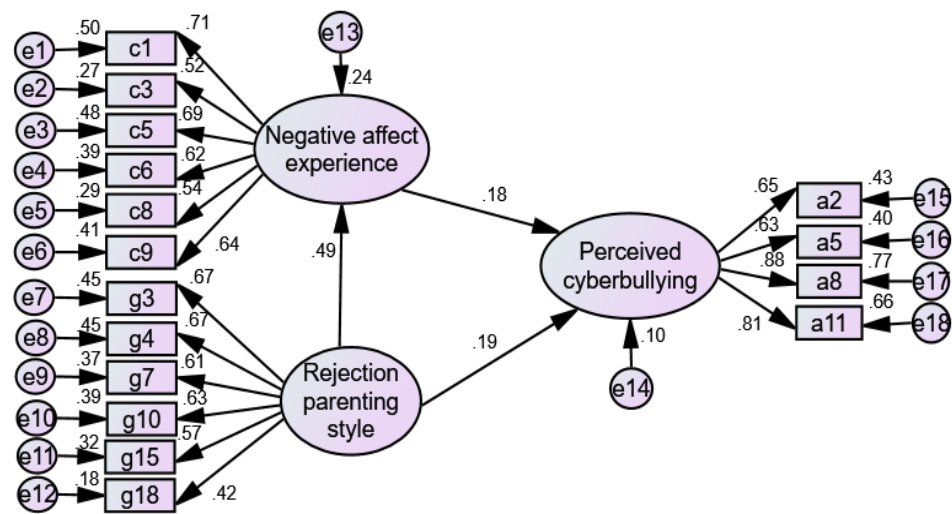 e1 .50 c1 .71
e2 .27 c3 .52
e3 .48 c5 .69
e4 .39 c6 .62
e5 .29 c8 .54
e6 .41 c9 .64
e7 .45 g3 .67
e8 .45 g4 .67
e9 .37 g7 .61
e10 .39 g10 .63
e11 .32 g15 .57
e12 .18 g18 .42
e13
.24
Negative affect
experience
.49
Rejection
parenting
style
.18
.19
Perceived
cyberbullying
.10
e14
.65 a2 .43 e15
.63 a5 .40 e16
.88 a8 .77 e17
.81 a11 .66 e18